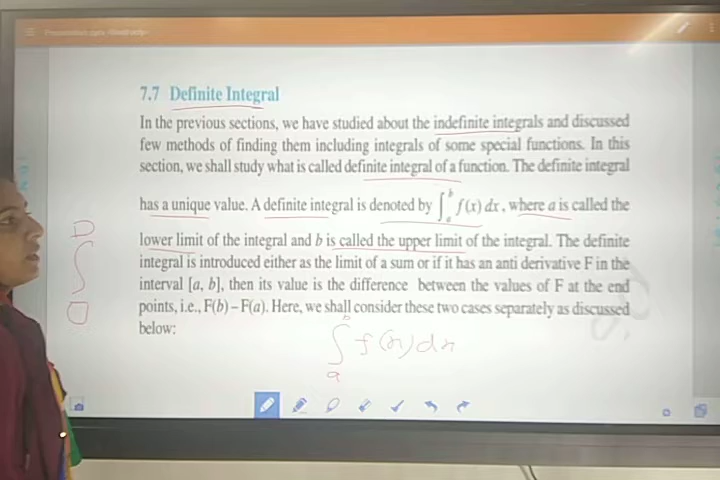 7.7 Definite Integral
In the previous sections, we have studied about the indefinite integrals and discussed
few methods of finding them including integrals of some special functions. In this
section, we shall study what is called definite integral of a function. The definite integral
has a unique value. A definite integral is denoted by ∫_a^b f(x) dx, where a is called the
lower limit of the integral and b is called the upper limit of the integral. The definite
integral is introduced either as the limit of a sum or if it has an anti derivative F in the
interval [a, b], then its value is the difference between the values of F at the end
points, i.e., F(b) – F(a). Here, we shall consider these two cases separately as discussed
below:
∫_a^b f(x) dx